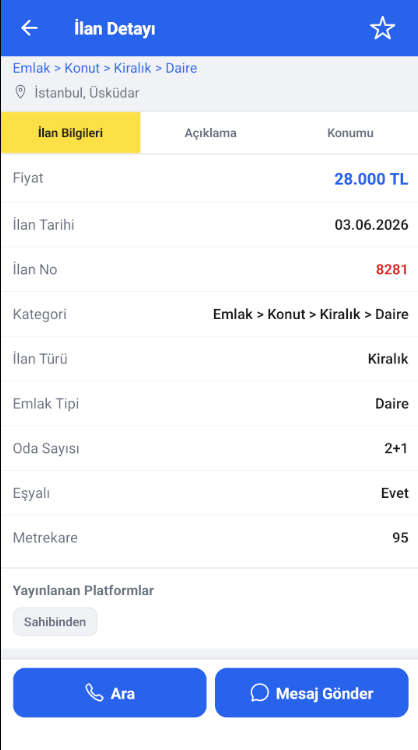 İlan Detayı
Emlak > Konut > Kiralık > Daire
İstanbul, Üsküdar
İlan Bilgileri Açıklama Konumu
Fiyat 28.000 TL
İlan Tarihi 03.06.2026
İlan No 8281
Kategori Emlak > Konut > Kiralık > Daire
İlan Türü Kiralık
Emlak Tipi Daire
Oda Sayısı 2+1
Eşyalı Evet
Metrekare 95
Yayınlanan Platformlar
Sahibinden
Ara Mesaj Gönder